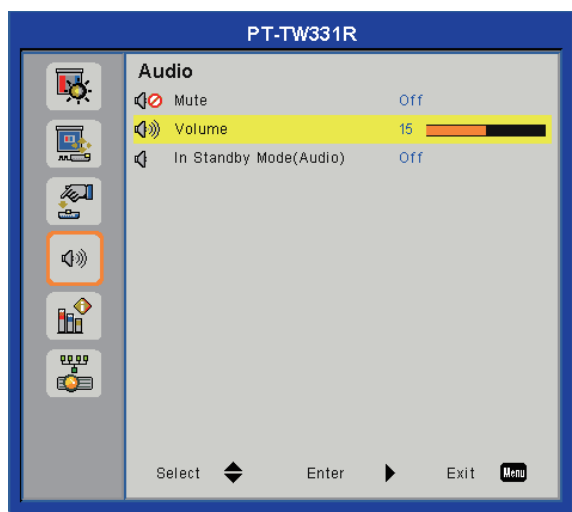 PT-TW331R
Audio
Mute Off
Volume 15
In Standby Mode(Audio) Off
Select Enter Exit Menu